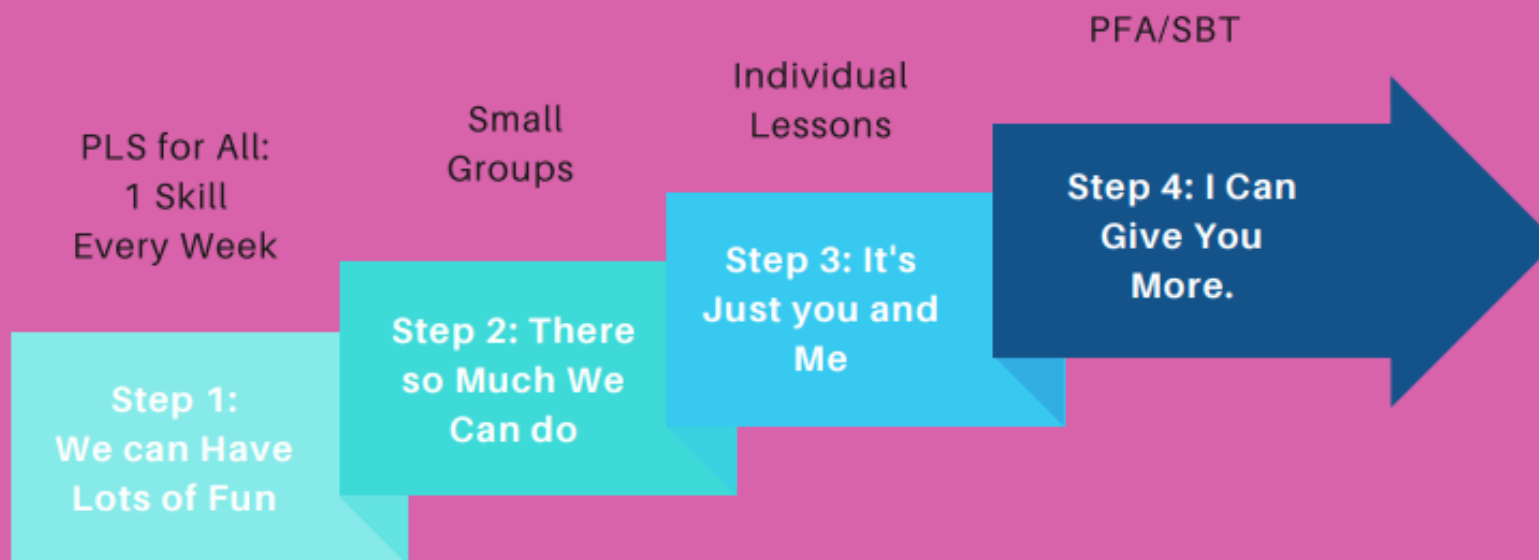 PLS for All:
1 Skill
Every Week
Step 1:
We can Have
Lots of Fun
Small
Groups
Step 2: There
so Much We
Can do
Individual
Lessons
Step 3: It's
Just you and
Me
PFA/SBT
Step 4: I Can
Give You
More.